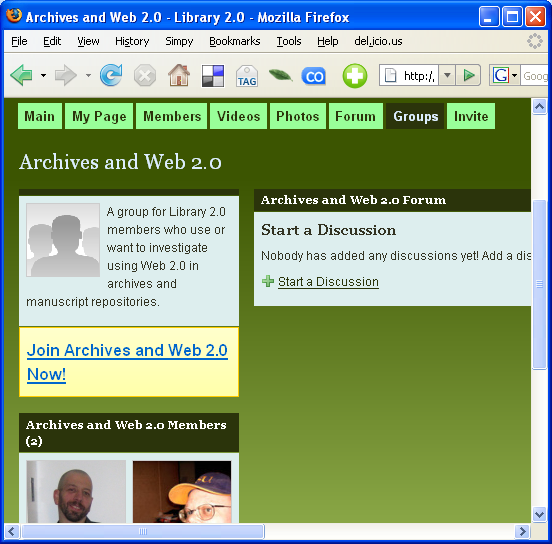 Archives and Web 2.0 - Library 2.0 - Mozilla Firefox
File Edit View History Simpy Bookmarks Tools Help del.icio.us
TAG CO http:/ G Goog
Main My Page Members Videos Photos Forum Groups Invite
Archives and Web 2.0
A group for Library 2.0
members who use or
want to investigate
using Web 2.0 in
archives and
manuscript repositories.
Join Archives and Web 2.0
Now!
Archives and Web 2.0 Members
(2)
Archives and Web 2.0 Forum
Start a Discussion
Nobody has added any discussions yet! Add a dis
Start a Discussion